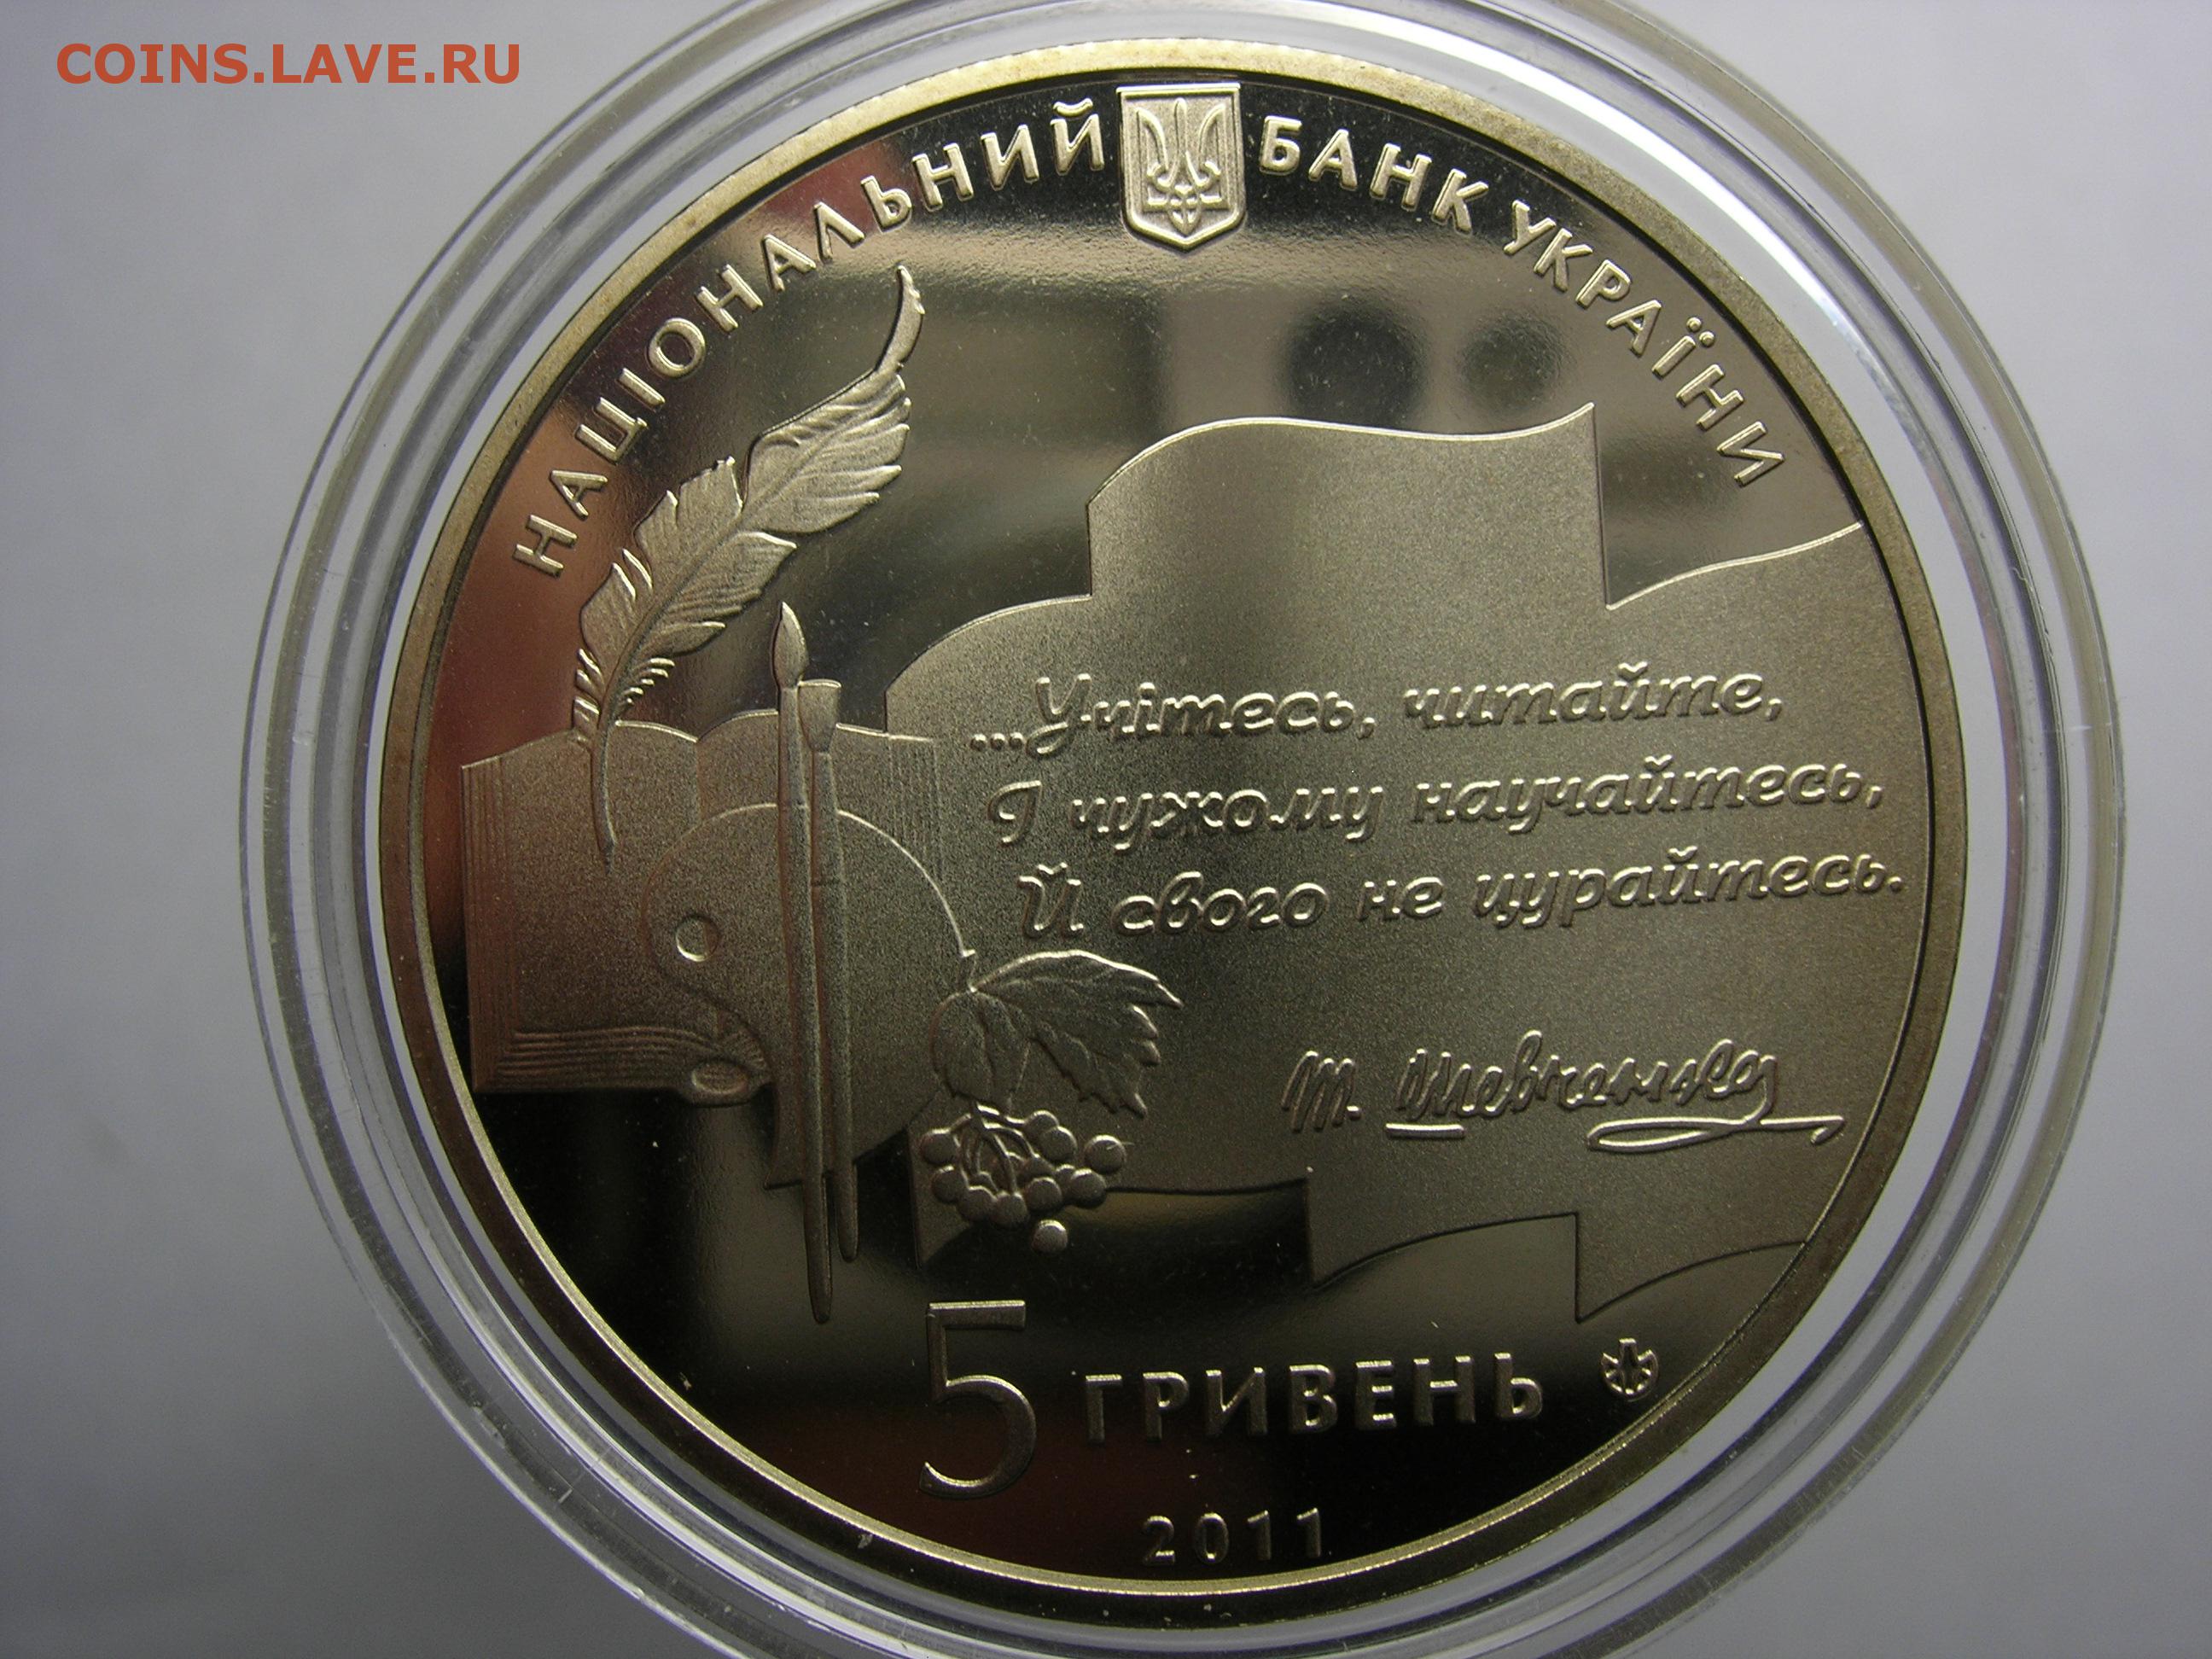 COINS.LAVE.RU
НАЦІОНАЛЬНИЙ БАНК УКРАЇНИ
...Учітесь, читайте,
І чужому научайтесь,
Й свого не цурайтесь.
Т. Шевченко
5 ГРИВЕНЬ
2011